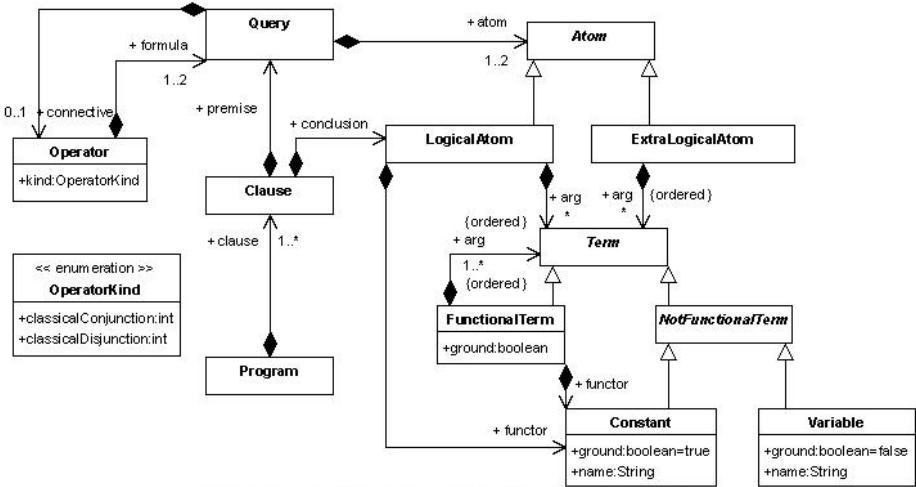 Query
+ atom
Atom
+ formula
1..2
1..2
+ premise
0..1
+ connective
+ conclusion
Operator
+kind:OperatorKind
LogicalAtom
ExtraLogicalAtom
Clause
+ arg
*
{ordered }
+ arg
*
{ordered }
+ clause
1..*
+ arg
1..*
{ordered }
Term
<< enumeration >>
OperatorKind
+classicalConjunction:int
+classicalDisjunction:int
FunctionalTerm
+ground:boolean
NotFunctionalTerm
Program
+ functor
+ functor
Constant
+ground:boolean=true
+name:String
Variable
+ground:boolean=false
+name:String